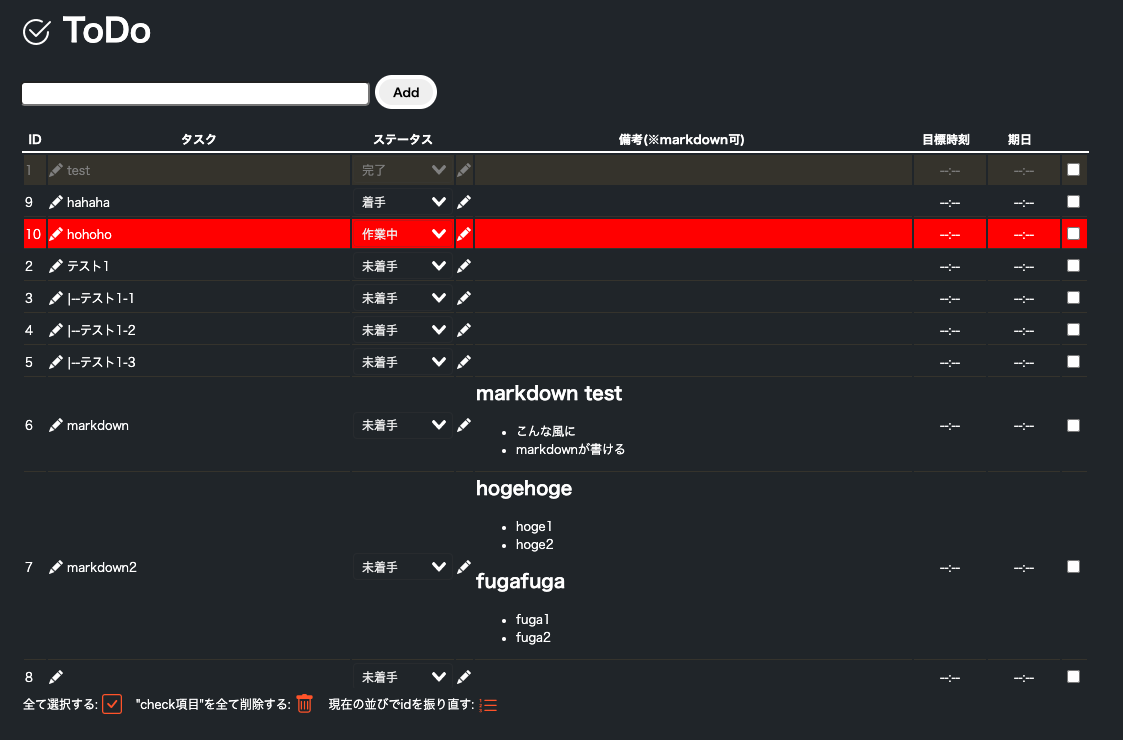 ToDo
Add
ID タスク ステータス 備考(※markdown可) 目標時刻 期日
1 test 完了 --:-- --:--
9 hahaha 着手 --:-- --:--
10 hohoho 作業中 --:-- --:--
2 テスト1 未着手 --:-- --:--
3 |--テスト1-1 未着手 --:-- --:--
4 |--テスト1-2 未着手 --:-- --:--
5 |--テスト1-3 未着手 --:-- --:--
markdown test
6 markdown 未着手 --:-- --:--
• こんな風に
• markdownが書ける
hogehoge
• hoge1
• hoge2
7 markdown2 未着手 --:-- --:--
fugafuga
• fuga1
• fuga2
8 未着手 --:-- --:--
全て選択する: "check項目"を全て削除する: 現在の並びでidを振り直す: